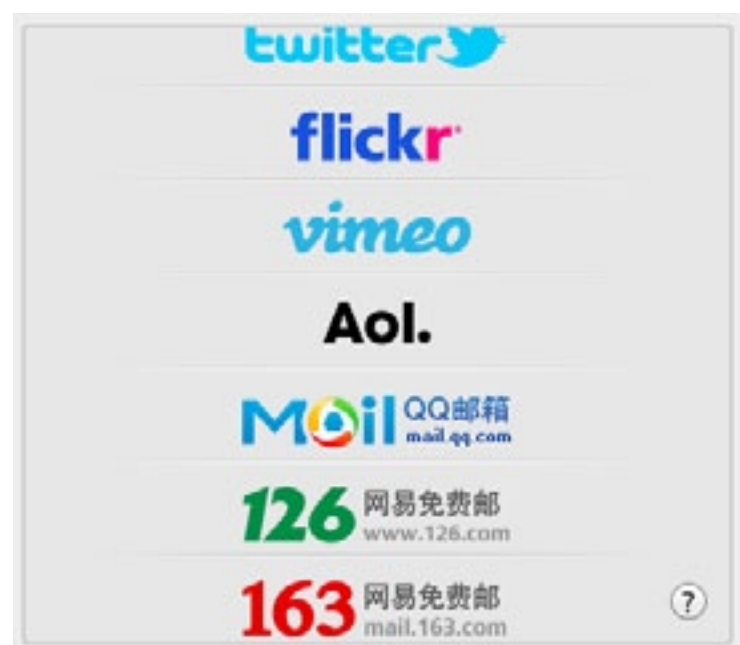 twitter
flickr
vimeo
Aol.
Mail QQ邮箱
mail.qq.com
126 网易免费邮
www.126.com
163 网易免费邮
mail.163.com
?